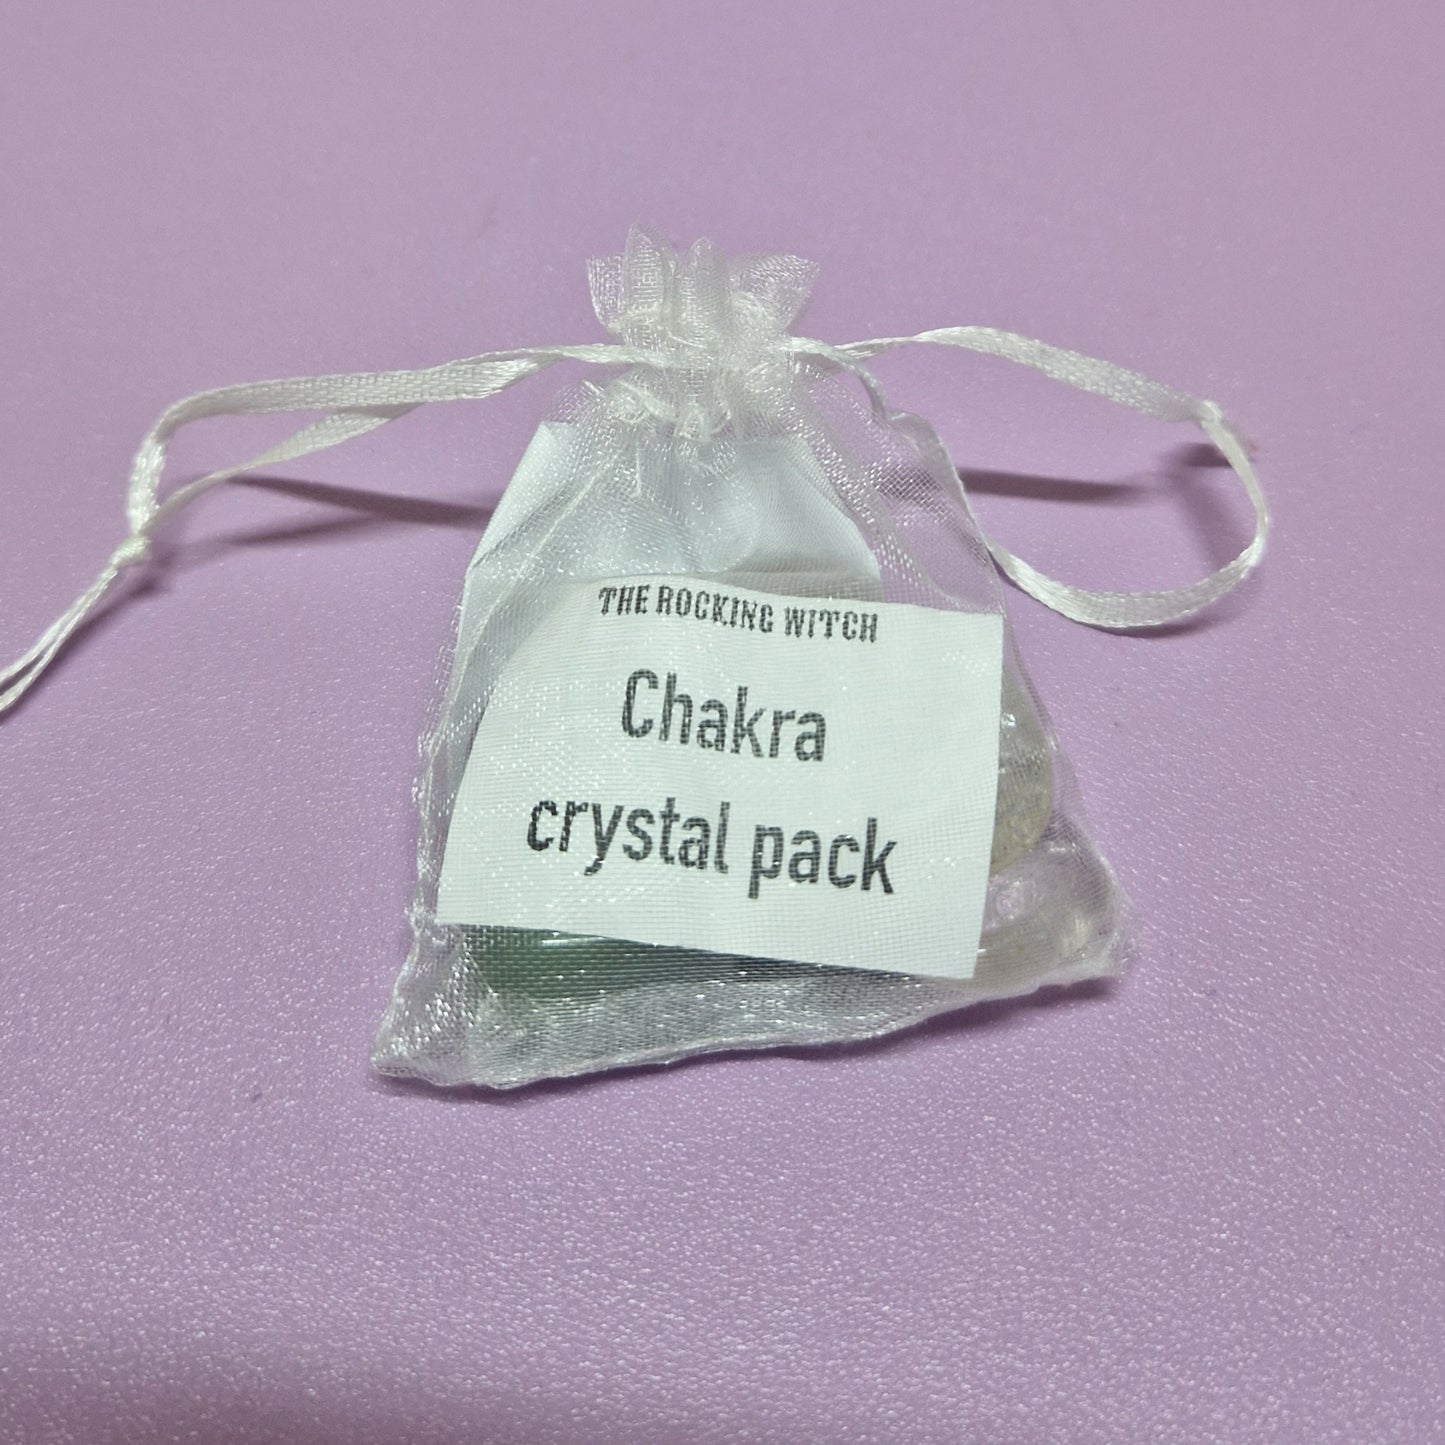 THE ROCKING WITCH
Chakra
crystal pack